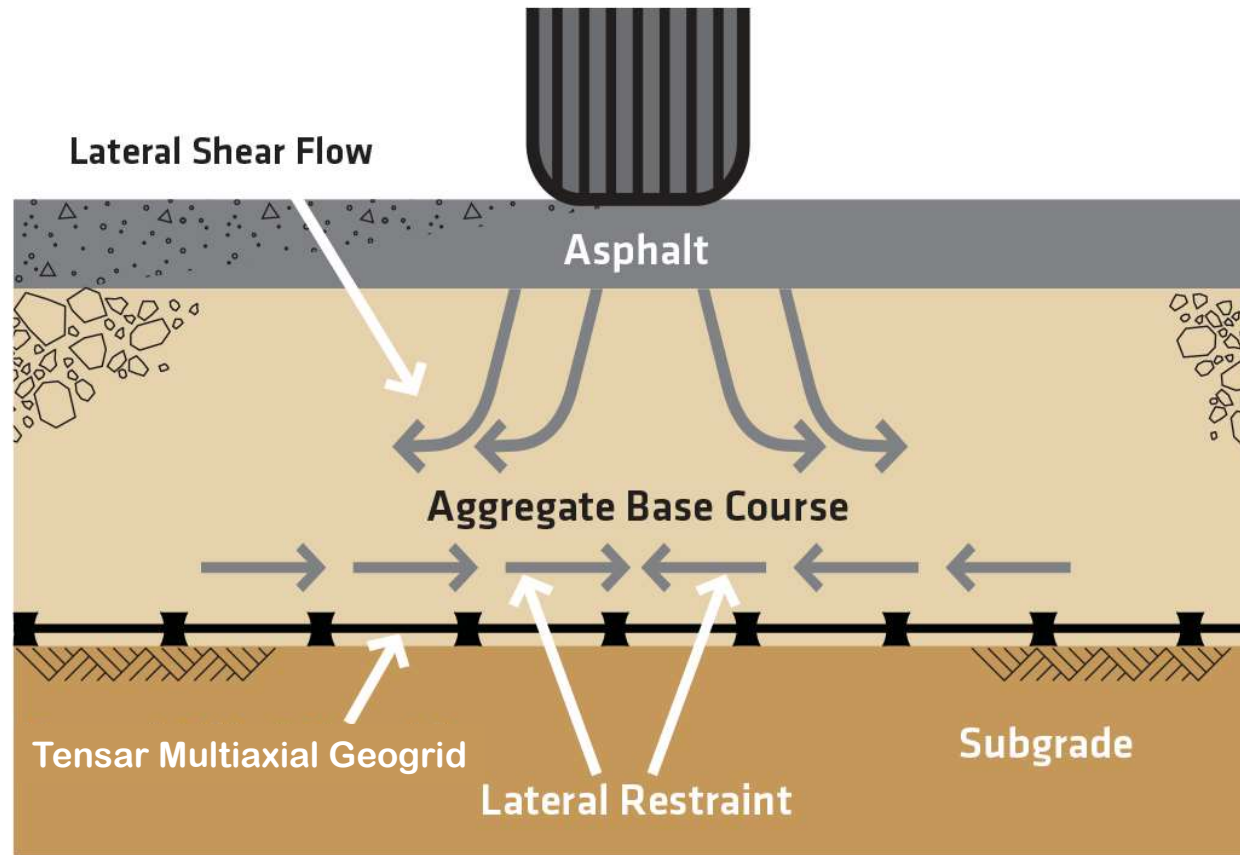 Lateral Shear Flow
Asphalt
Aggregate Base Course
Tensar Multiaxial Geogrid
Subgrade
Lateral Restraint